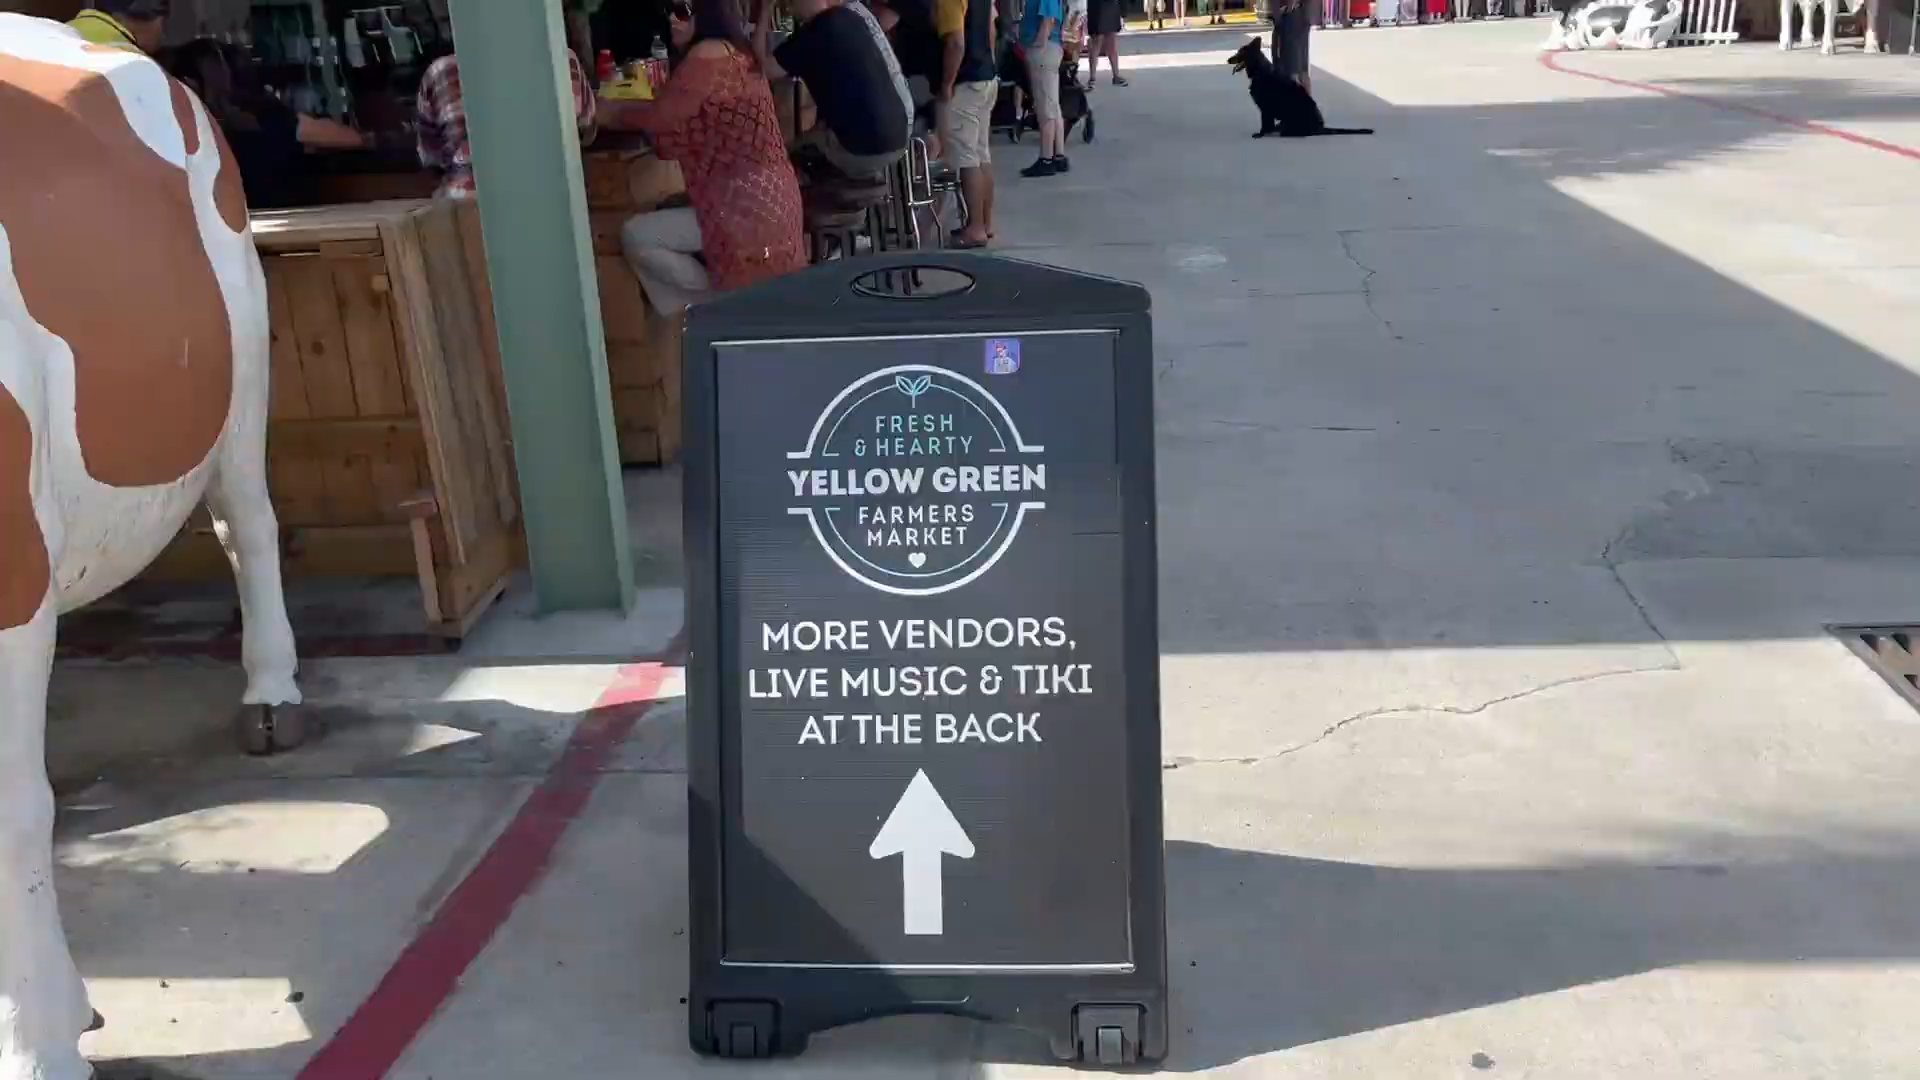 FRESH
& HEARTY
YELLOW GREEN
FARMERS
MARKET
MORE VENDORS,
LIVE MUSIC & TIKI
AT THE BACK